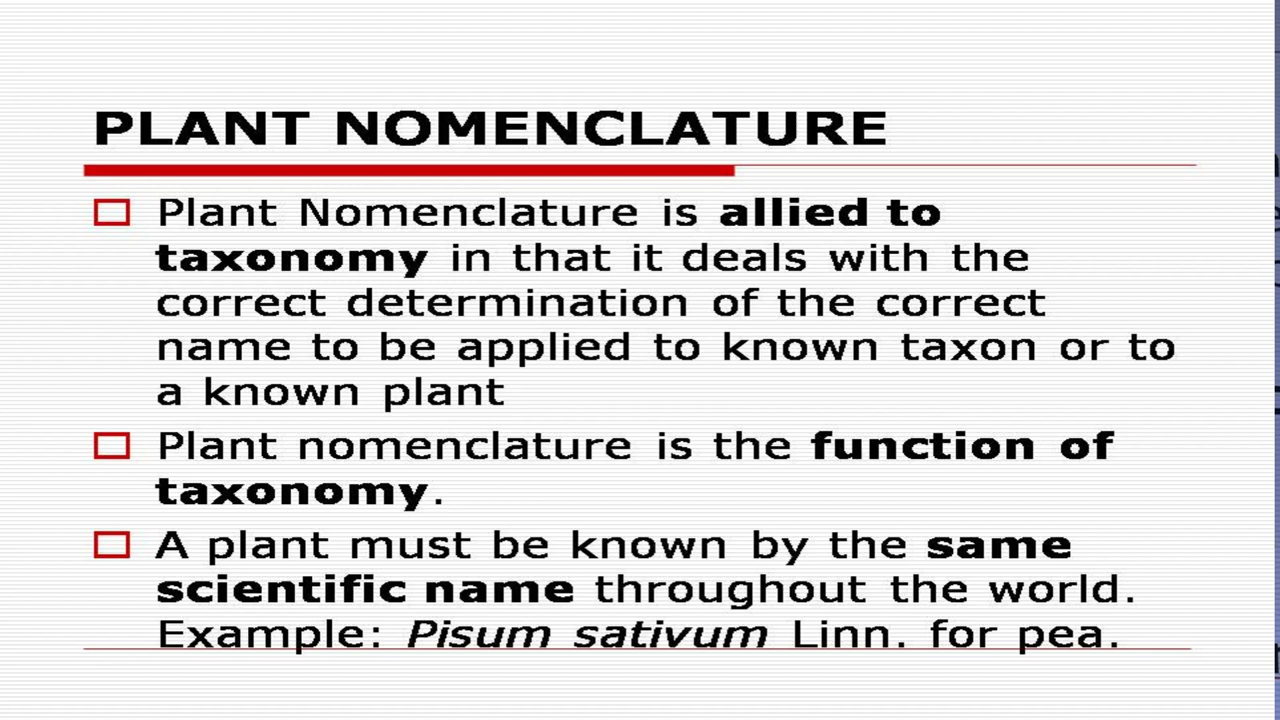 PLANT NOMENCLATURE
Plant Nomenclature is allied to
taxonomy in that it deals with the
correct determination of the correct
name to be applied to known taxon or to
a known plant
Plant nomenclature is the function of
taxonomy.
A plant must be known by the same
scientific name throughout the world.
Example: Pisum sativum Linn. for pea.